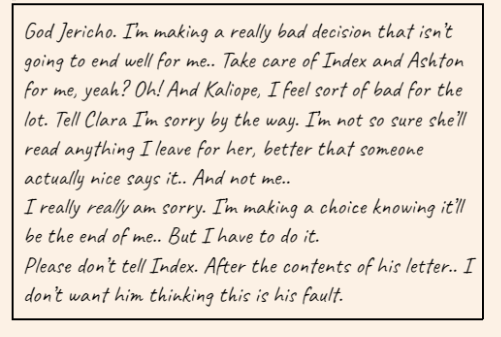 God Jericho. I'm making a really bad decision that isn't
going to end well for me.. Take care of Index and Ashton
for me, yeah? Oh! And Kaliope, I feel sort of bad for the
lot. Tell Clara I'm sorry by the way. I'm not so sure she'll
read anything I leave for her, better that someone
actually nice says it.. And not me..
I really really am sorry. I'm making a choice knowing it'll
be the end of me.. But I have to do it.
Please don't tell Index. After the contents of his letter.. I
don't want him thinking this is his fault.